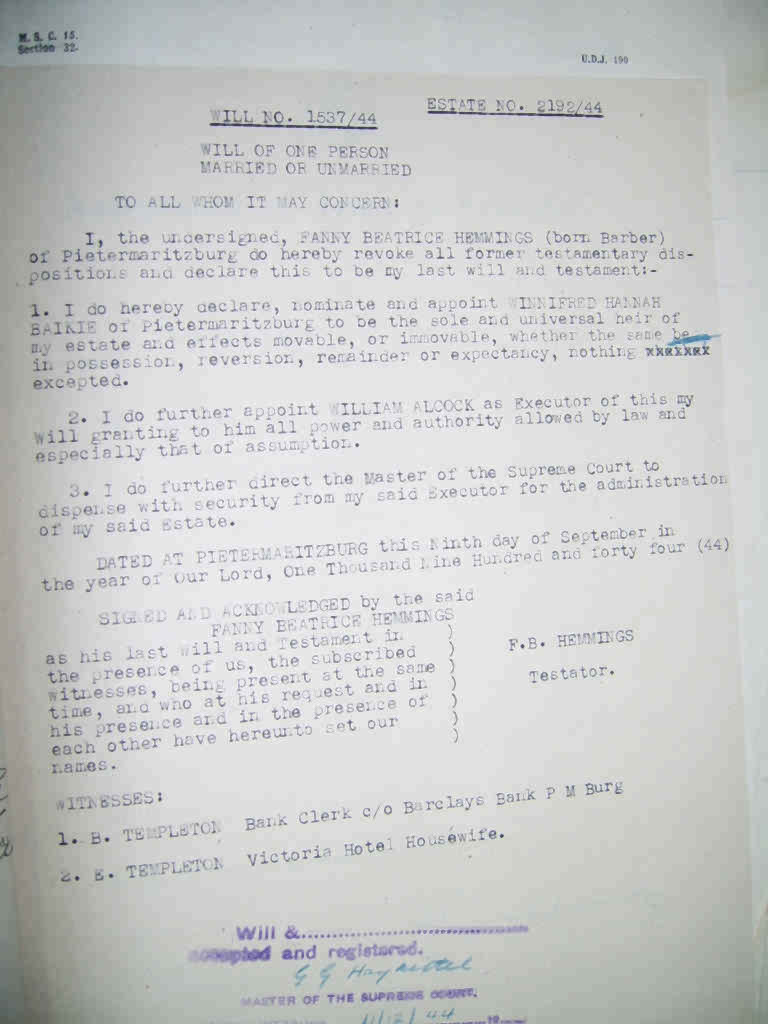 M. S. C. 15.
Section 32.
U.D.J. 190
WILL NO. 1537/44
ESTATE NO. 2192/44
WILL OF ONE PERSON
MARRIED OR UNMARRIED
TO ALL WHOM IT MAY CONCERN:
I, the undersigned, FANNY BEATRICE HEMMINGS (born Barber)
of Pietermaritzburg do hereby revoke all former testamentary dis-
positions and declare this to be my last will and testament:-
1. I do hereby declare, nominate and appoint WINNIFRED HANNAH
BAIKIE of Pietermaritzburg to be the sole and universal heir of
my estate and effects movable, or immovable, whether the same be
in possession, reversion, remainder or expectancy, nothing
excepted.
2. I do further appoint WILLIAM ALCOCK as Executor of this my
Will granting to him all power and authority allowed by law and
especially that of assumption.
3. I do further direct the Master of the Supreme Court to
dispense with security from my said Executor for the administration
of my said Estate.
DATED AT PIETERMARITZBURG this Ninth day of September in
the year of Our Lord, One Thousand Nine Hundred and forty four (44)
SIGNED AND ACKNOWLEDGED by the said
FANNY BEATRICE HEMMINGS
as his last Will and Testament in )
the presence of us, the subscribed )
witnesses, being present at the same )
time, and who at his request and in )
his presence and in the presence of )
each other have hereunto set our )
names. )
F.B. HEMMINGS
Testator.
WITNESSES:
1. B. TEMPLETON Bank Clerk c/o Barclays Bank P M Burg
2. E. TEMPLETON Victoria Hotel Housewife.
Will &..............................
accepted and registered.
MASTER OF THE SUPREME COURT.
11/12/44 19